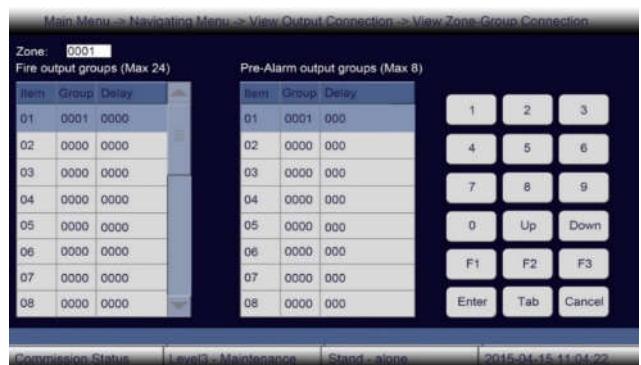 Main Menu -> Navigating Menu -> View Output Connection -> View Zone-Group Connection
Zone: 0001
Fire output groups (Max 24)
Pre-Alarm output groups (Max 8)
Item Group Delay
01 0001 0000
02 0000 0000
03 0000 0000
04 0000 0000
05 0000 0000
06 0000 0000
07 0000 0000
08 0000 0000
Item Group Delay
01 0001 000
02 0000 000
03 0000 000
04 0000 000
05 0000 000
06 0000 000
07 0000 000
08 0000 000
1 2 3
4 5 6
7 8 9
0 Up Down
F1 F2 F3
Enter Tab Cancel
Commission Status Level3 - Maintenance Stand - alone 2015-04-15 11:04:22